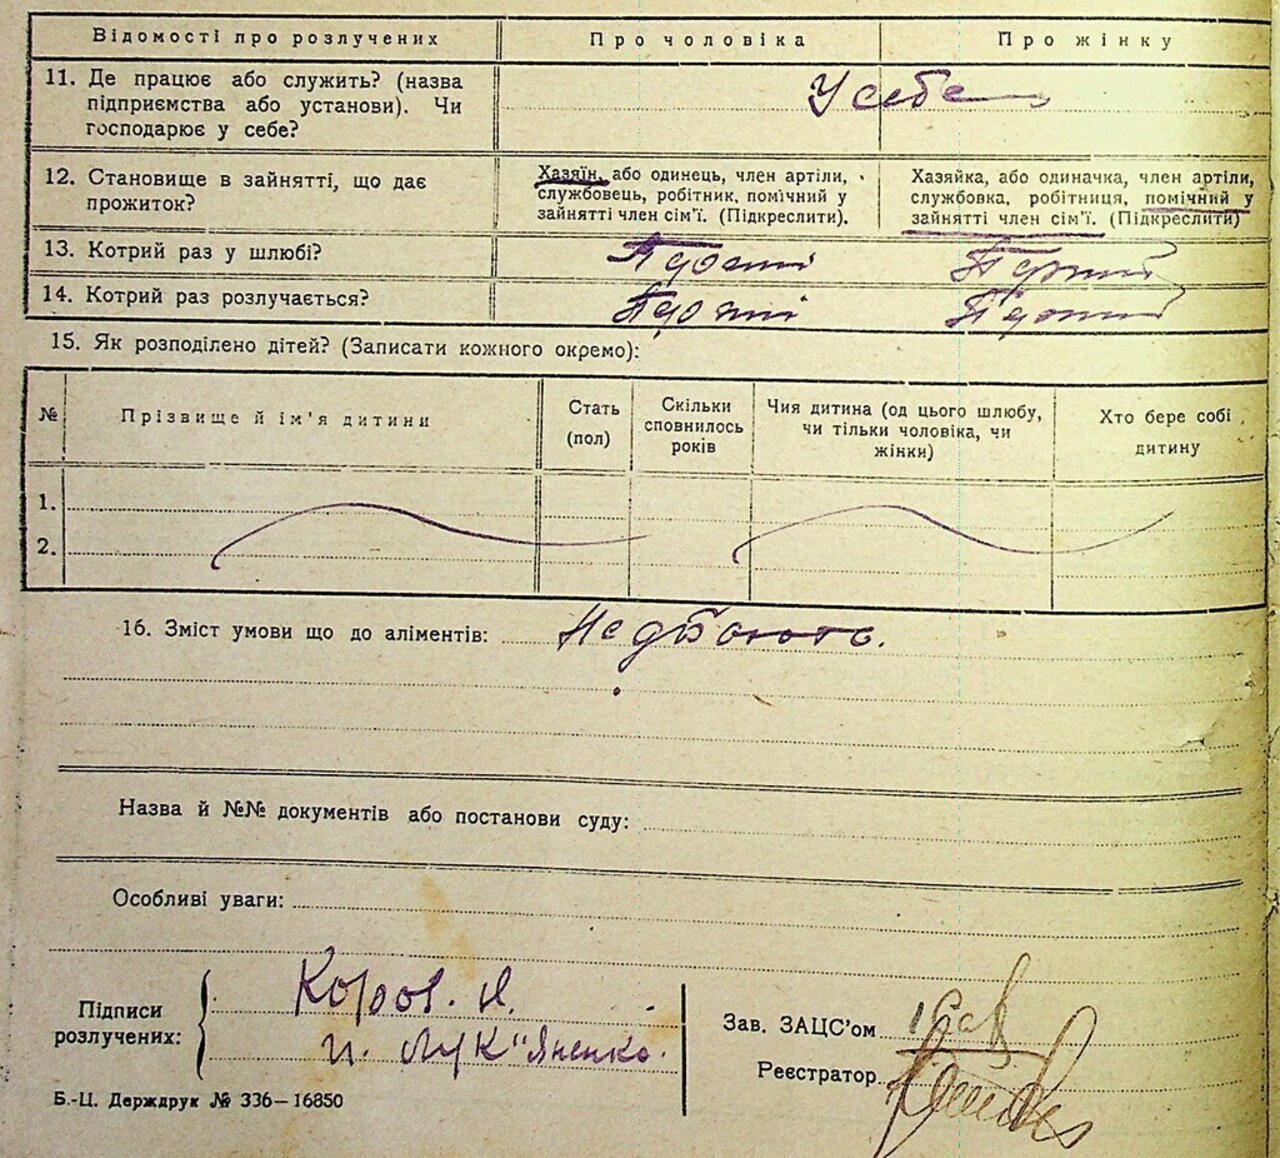 Відомості про розлучених Про чоловіка Про жінку
11. Де працює або служить? (назва
підприємства або установи). Чи
господарює у себе?
У себе
12. Становище в зайнятті, що дає
прожиток?
Хазяїн, або одинець, член артіли,
службовець, робітник, помічний у
зайнятті член сім'ї. (Підкреслити).
Хазяйка, або одиначка, член артіли,
службовка, робітниця, помічний у
зайнятті член сім'ї. (Підкреслити)
13. Котрий раз у шлюбі?
14. Котрий раз розлучається?
15. Як розподілено дітей? (Записати кожного окремо):
№ Прізвище й ім'я дитини
Стать
(пол)
Скільки
сповнилось
років
Чия дитина (од цього шлюбу,
чи тільки чоловіка, чи
жінки)
Хто бере собі
дитину
1.
2.
16. Зміст умови що до аліментів: Не дбають.
Назва й №№ документів або постанови суду:
Особливі уваги:
Підписи
розлучених:
Короов. Я.
и. Лук"яненко.
Зав. ЗАЦС'ом
Реєстратор
Б.-Ц. Держдрук № 336—16850